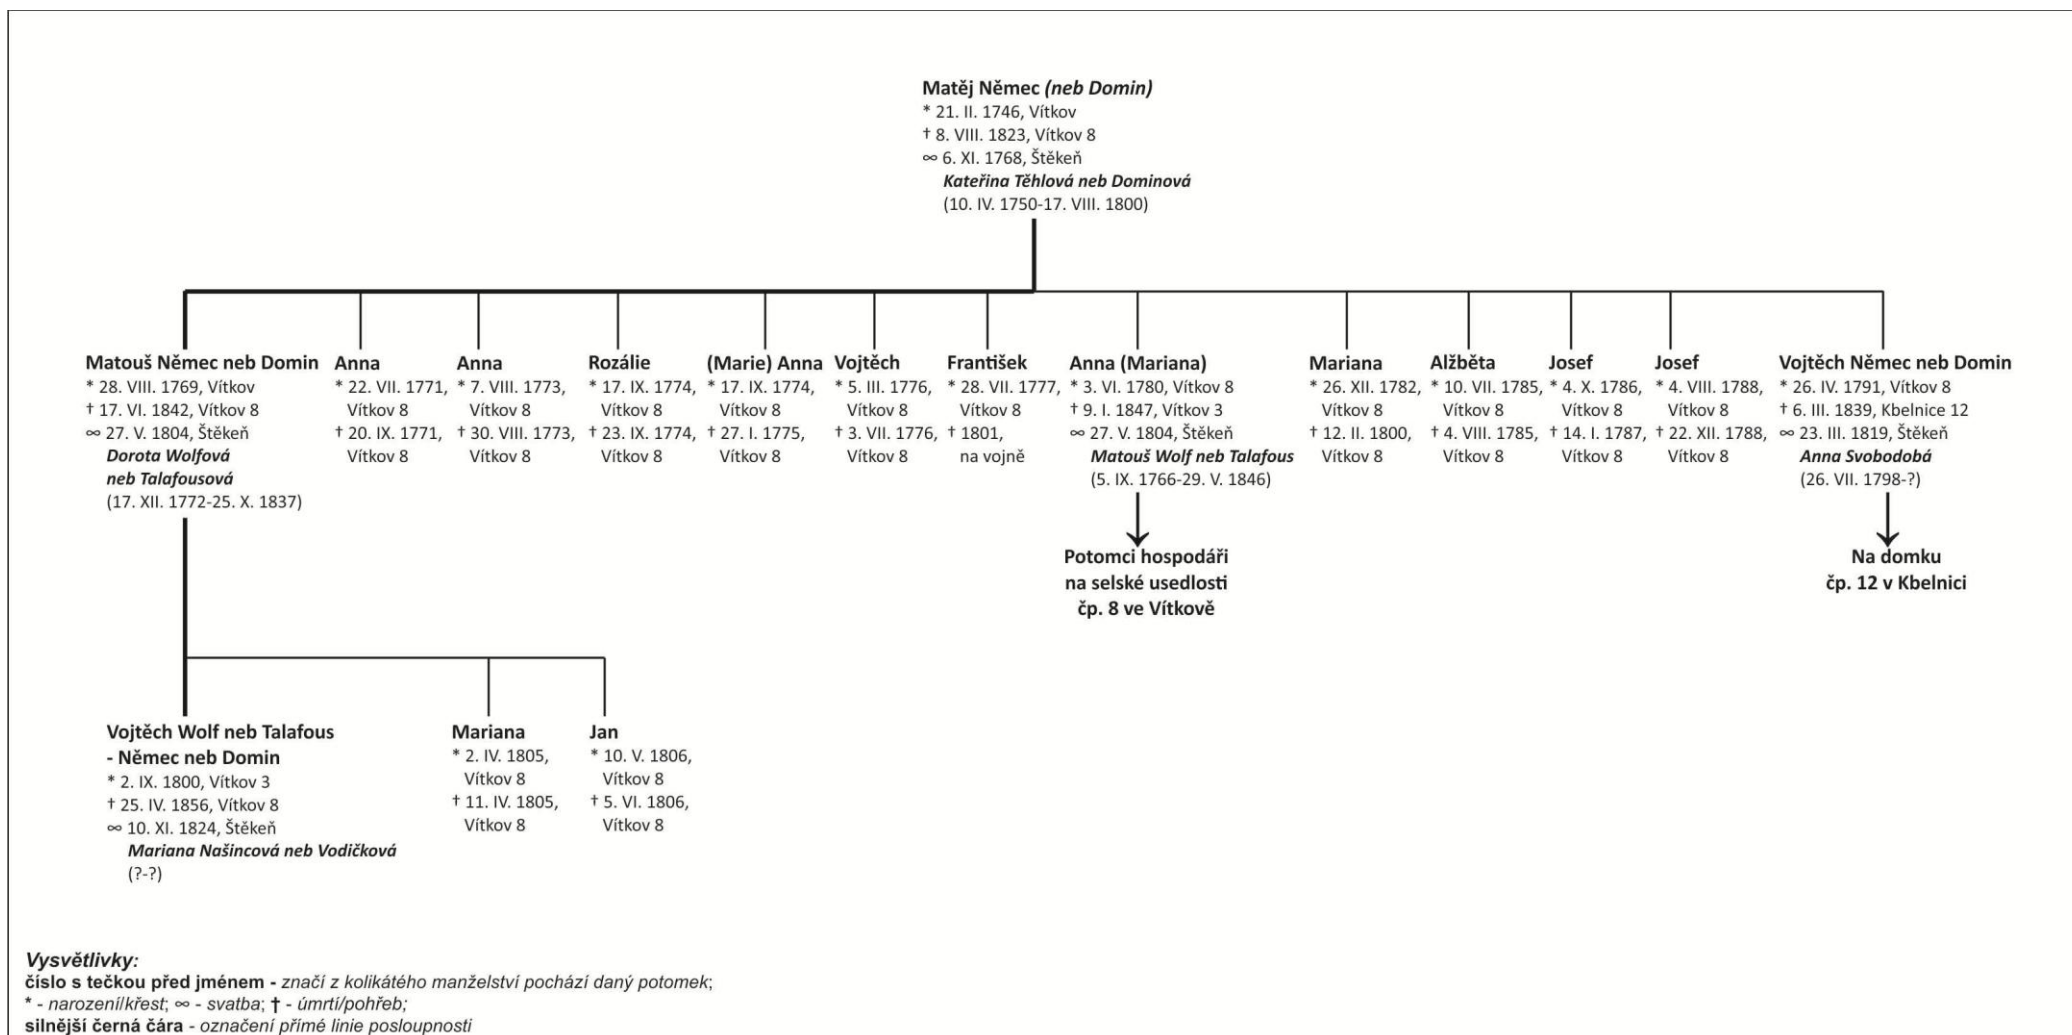 Matěj Němec (neb Domin)
* 21. II. 1746, Vítkov
† 8. VIII. 1823, Vítkov 8
∞ 6. XI. 1768, Štěkeň
Kateřina Těhlová neb Dominová
(10. IV. 1750-17. VIII. 1800)
Matouš Němec neb Domin
* 28. VIII. 1769, Vítkov
† 17. VI. 1842, Vítkov 8
∞ 27. V. 1804, Štěkeň
Dorota Wolfová
neb Talafousová
(17. XII. 1772-25. X. 1837)
Anna
* 22. VII. 1771,
Vítkov 8
† 20. IX. 1771,
Vítkov 8
Anna
* 7. VIII. 1773,
Vítkov 8
† 30. VIII. 1773,
Vítkov 8
Rozálie
* 17. IX. 1774,
Vítkov 8
† 23. IX. 1774,
Vítkov 8
(Marie) Anna
* 17. IX. 1774,
Vítkov 8
† 27. I. 1775,
Vítkov 8
Vojtěch
* 5. III. 1776,
Vítkov 8
† 3. VII. 1776,
Vítkov 8
František
* 28. VII. 1777,
Vítkov 8
† 1801,
na vojně
Anna (Mariana)
* 3. VI. 1780, Vítkov 8
† 9. I. 1847, Vítkov 3
∞ 27. V. 1804, Štěkeň
Matouš Wolf neb Talafous
(5. IX. 1766-29. V. 1846)
Potomci hospodáři
na selské usedlosti
čp. 8 ve Vítkově
Mariana
* 26. XII. 1782,
Vítkov 8
† 12. II. 1800,
Vítkov 8
Alžběta
* 10. VII. 1785,
Vítkov 8
† 4. VIII. 1785,
Vítkov 8
Josef
* 4. X. 1786,
Vítkov 8
† 14. I. 1787,
Vítkov 8
Josef
* 4. VIII. 1788,
Vítkov 8
† 22. XII. 1788,
Vítkov 8
Vojtěch Němec neb Domin
* 26. IV. 1791, Vítkov 8
† 6. III. 1839, Kbelnice 12
∞ 23. III. 1819, Štěkeň
Anna Svobodobá
(26. VII. 1798-?)
Na domku
čp. 12 v Kbelnici
Vojtěch Wolf neb Talafous
- Němec neb Domin
* 2. IX. 1800, Vítkov 3
† 25. IV. 1856, Vítkov 8
∞ 10. XI. 1824, Štěkeň
Mariana Našincová neb Vodičková
(?-?)
Mariana
* 2. IV. 1805,
Vítkov 8
† 11. IV. 1805,
Vítkov 8
Jan
* 10. V. 1806,
Vítkov 8
† 5. VI. 1806,
Vítkov 8
Vysvětlivky:
číslo s tečkou před jménem - značí z kolikátého manželství pochází daný potomek;
* - narození/křest; ∞ - svatba; † - úmrtí/pohřeb;
silnější černá čára - označení přímé linie posloupnosti